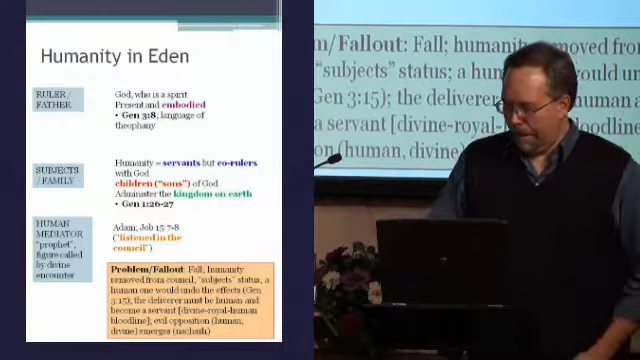 Humanity in Eden
RULER /
FATHER
God, who is a spirit
Present and embodied
• Gen 3:8; language of
theophany
SUBJECTS
/ FAMILY
Humanity = servants but co-rulers
with God
children ("sons") of God
Administer the kingdom on earth
• Gen 1:26-27
HUMAN
MEDIATOR
"prophet",
figure called
by divine
encounter
Adam; Job 15:7-8
("listened in the
council")
Problem/Fallout: Fall; humanity
removed from council, "subjects" status, a
human one would undo the effects (Gen
3:15); the deliverer must be human and
become a servant [divine-royal-human
bloodline]; evil opposition (human,
divine) emerges (nachash)
m/Fallout: Fall; humanity removed from
"subjects" status; a hum would undo
Gen 3:15); the deliverer human a
a servant [divine-royal- bloodline
ition (human, divine)